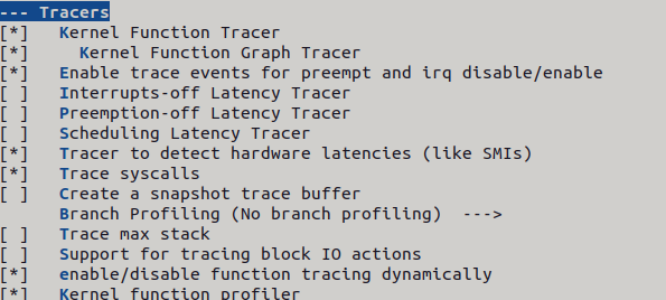 --- Tracers
[*]   Kernel Function Tracer
[*]     Kernel Function Graph Tracer
[*]   Enable trace events for preempt and irq disable/enable
[ ]   Interrupts-off Latency Tracer
[ ]   Preemption-off Latency Tracer
[ ]   Scheduling Latency Tracer
[*]   Tracer to detect hardware latencies (like SMIs)
[*]   Trace syscalls
[ ]   Create a snapshot trace buffer
      Branch Profiling (No branch profiling)  --->
[ ]   Trace max stack
[ ]   Support for tracing block IO actions
[*]   enable/disable function tracing dynamically
[*]   Kernel function profiler